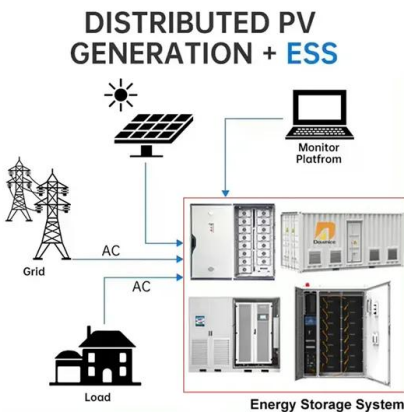 DISTRIBUTED PV
GENERATION + ESS
Monitor
Platfrom
AC
Grid
AC
Load
Energy Storage System